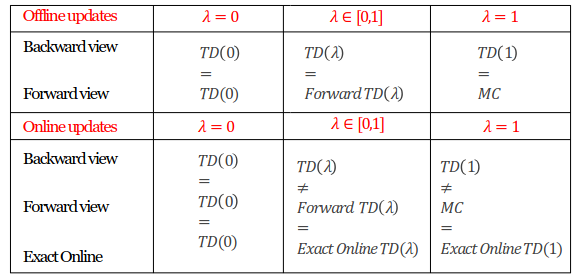 Offline updates λ = 0 λ ∈ [0,1] λ = 1
Backward view TD(0) TD(λ) TD(1)
= = =
Forward view TD(0) Forward TD(λ) MC
Online updates λ = 0 λ ∈ [0,1] λ = 1
Backward view TD(0) TD(λ) TD(1)
= ≠ ≠
Forward view TD(0) Forward TD(λ) MC
= = =
Exact Online TD(0) Exact Online TD(λ) Exact Online TD(1)